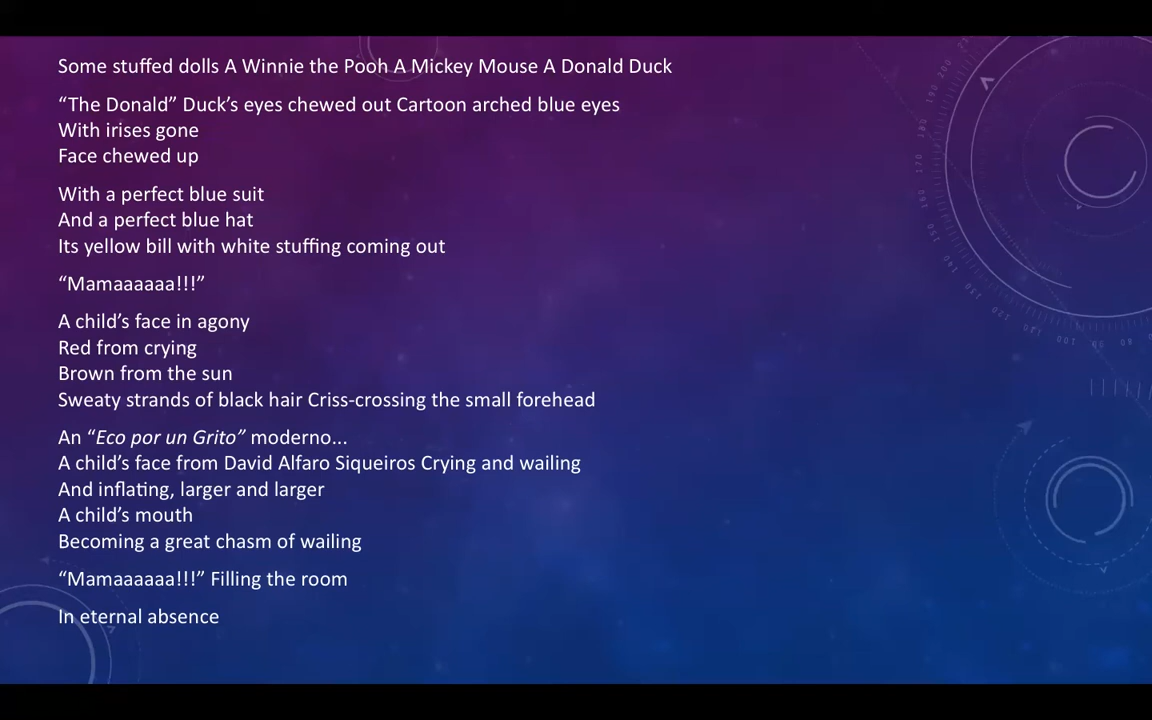 Some stuffed dolls A Winnie the Pooh A Mickey Mouse A Donald Duck
“The Donald” Duck’s eyes chewed out Cartoon arched blue eyes
With irises gone
Face chewed up
With a perfect blue suit
And a perfect blue hat
Its yellow bill with white stuffing coming out
“Mamaaaaaa!!!”
A child’s face in agony
Red from crying
Brown from the sun
Sweaty strands of black hair Criss-crossing the small forehead
An “Eco por un Grito” moderno...
A child’s face from David Alfaro Siqueiros Crying and wailing
And inflating, larger and larger
A child’s mouth
Becoming a great chasm of wailing
“Mamaaaaaa!!!” Filling the room
In eternal absence